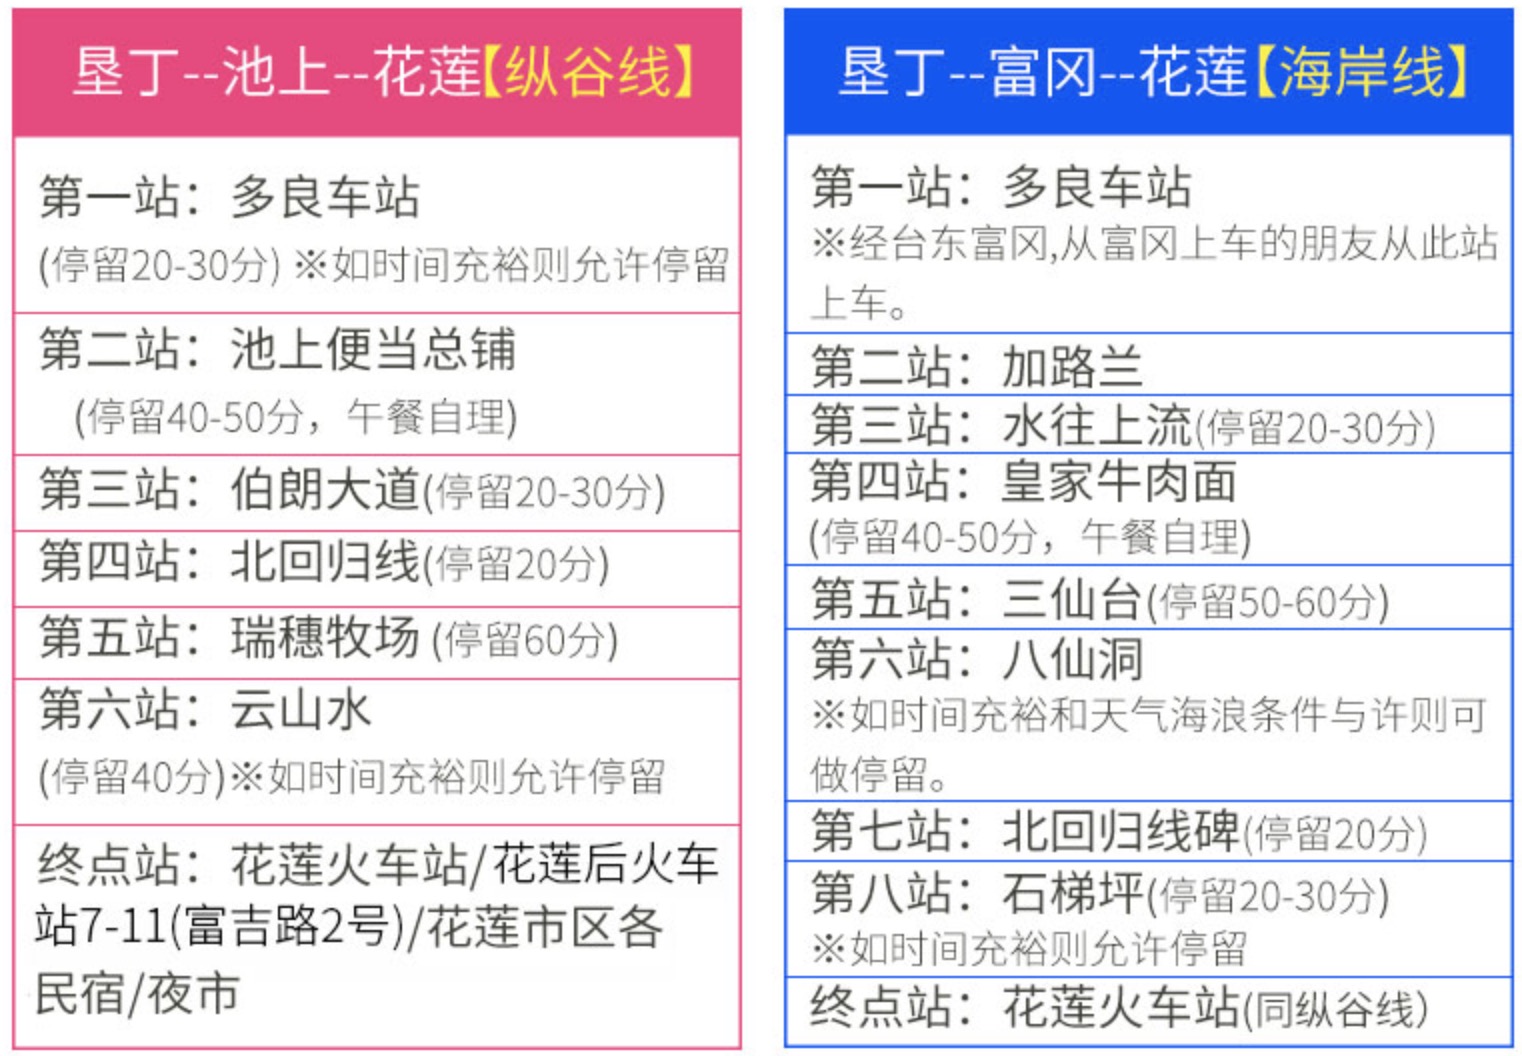 垦丁--池上--花莲【纵谷线】
第一站：多良车站
(停留20-30分) ※如时间充裕则允许停留
第二站：池上便当总铺
(停留40-50分，午餐自理)
第三站：伯朗大道(停留20-30分)
第四站：北回归线(停留20分)
第五站：瑞穗牧场 (停留60分)
第六站：云山水
(停留40分)※如时间充裕则允许停留
终点站：花莲火车站/花莲后火车
站7-11(富吉路2号)/花莲市区各
民宿/夜市
垦丁--富冈--花莲【海岸线】
第一站：多良车站
※经台东富冈,从富冈上车的朋友从此站
上车。
第二站：加路兰
第三站：水往上流(停留20-30分)
第四站：皇家牛肉面
(停留40-50分，午餐自理)
第五站：三仙台(停留50-60分)
第六站：八仙洞
※如时间充裕和天气海浪条件与许则可
做停留。
第七站：北回归线碑(停留20分)
第八站：石梯坪(停留20-30分)
※如时间充裕则允许停留
终点站：花莲火车站(同纵谷线）